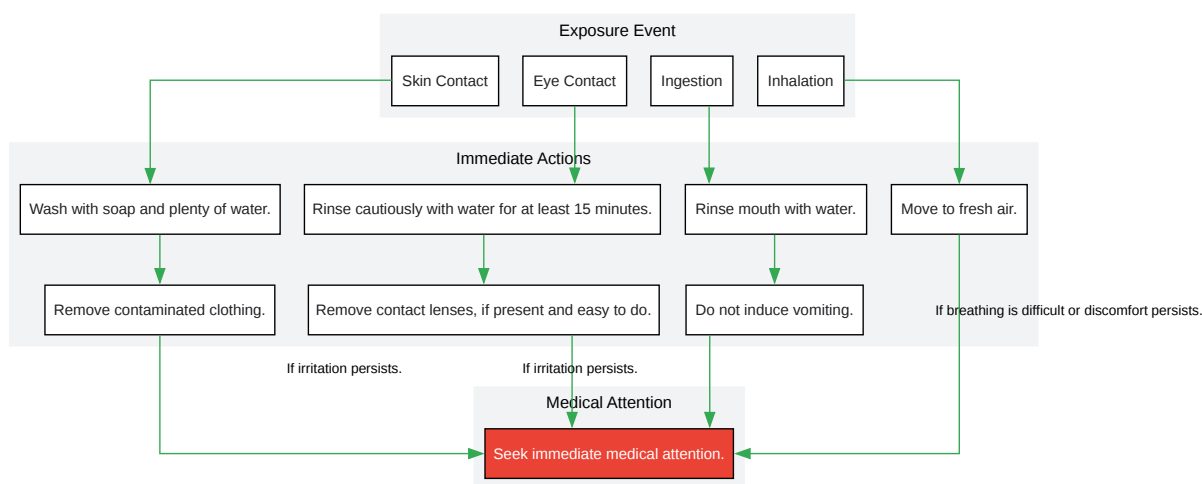 Exposure Event
Skin Contact
Eye Contact
Ingestion
Inhalation
Immediate Actions
Wash with soap and plenty of water.
Rinse cautiously with water for at least 15 minutes.
Rinse mouth with water.
Move to fresh air.
Remove contaminated clothing.
Remove contact lenses, if present and easy to do.
Do not induce vomiting.
If breathing is difficult or discomfort persists.
If irritation persists.
If irritation persists.
Medical Attention
Seek immediate medical attention.